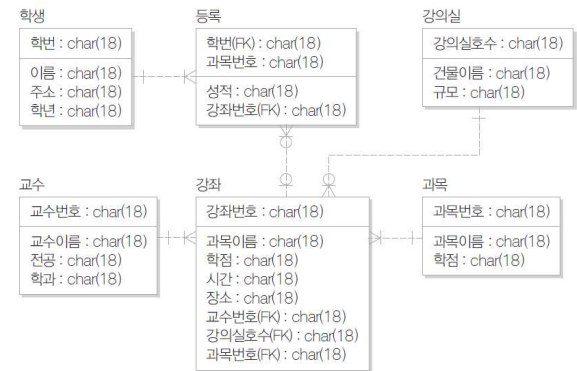 학생
학번 : char(18)
이름 : char(18)
주소 : char(18)
학년 : char(18)
등록
학번(FK) : char(18)
과목번호 : char(18)
성적 : char(18)
강좌번호(FK) : char(18)
강의실
강의실호수 : char(18)
건물이름 : char(18)
규모 : char(18)
교수
교수번호 : char(18)
교수이름 : char(18)
전공 : char(18)
학과 : char(18)
강좌
강좌번호 : char(18)
과목이름 : char(18)
학점 : char(18)
시간 : char(18)
장소 : char(18)
교수번호(FK) : char(18)
강의실호수(FK) : char(18)
과목번호(FK) : char(18)
과목
과목번호 : char(18)
과목이름 : char(18)
학점 : char(18)